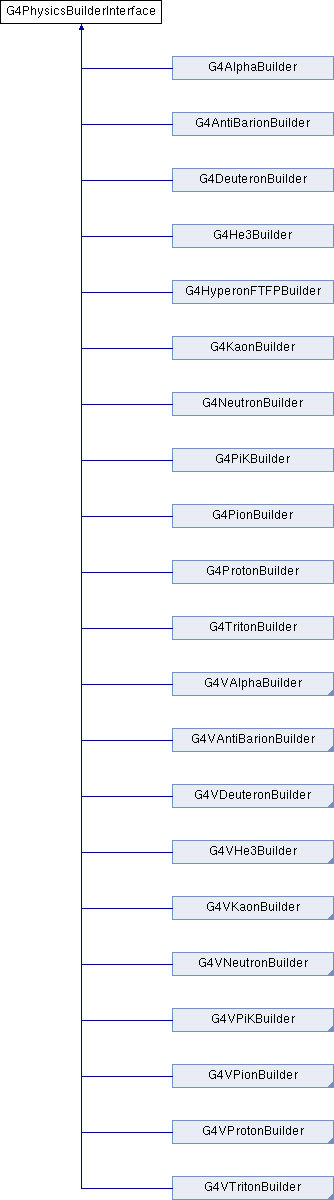 G4PhysicsBuilderInterface
G4AlphaBuilder
G4AntiBarionBuilder
G4DeuteronBuilder
G4He3Builder
G4HyperonFTFPBuilder
G4KaonBuilder
G4NeutronBuilder
G4PiKBuilder
G4PionBuilder
G4ProtonBuilder
G4TritonBuilder
G4VAlphaBuilder
G4VAntiBarionBuilder
G4VDeuteronBuilder
G4VHe3Builder
G4VKaonBuilder
G4VNeutronBuilder
G4VPiKBuilder
G4VPionBuilder
G4VProtonBuilder
G4VTritonBuilder